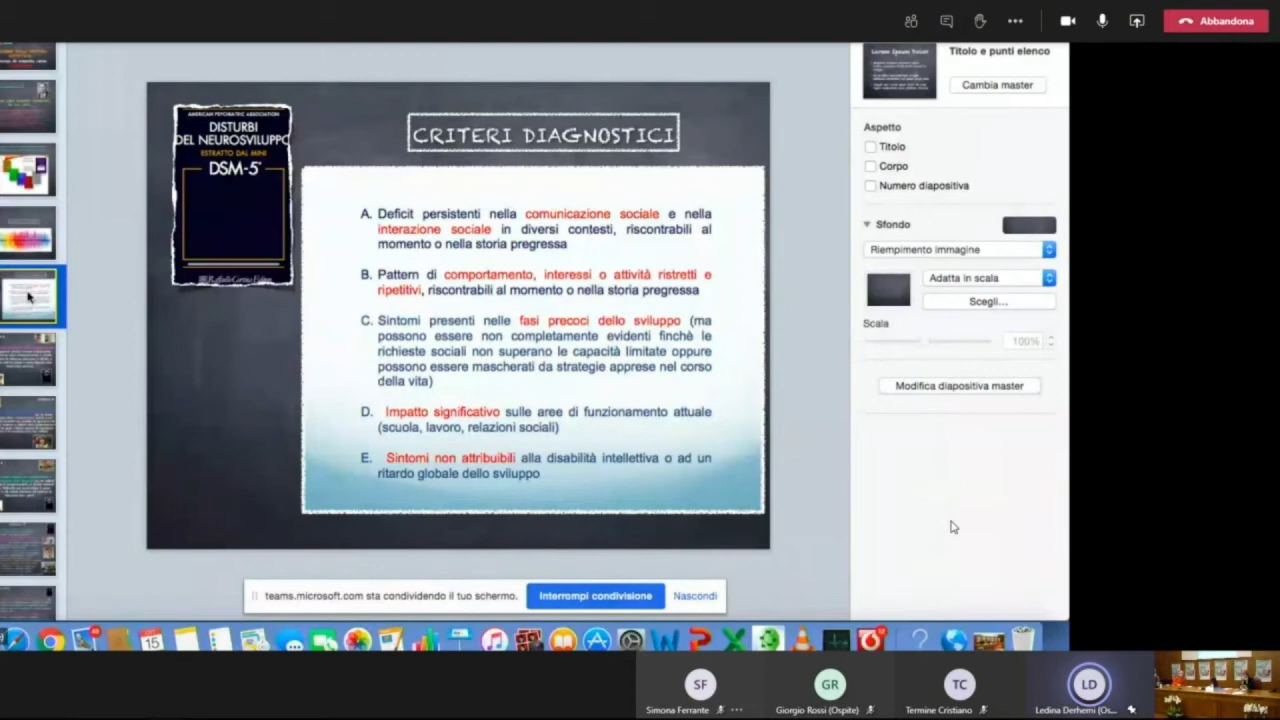 Abbandona
Titolo e punti elenco
Cambia master
Aspetto
Titolo
Corpo
Numero diapositiva
Sfondo
Riempimento immagine
Adatta in scala
Scegli...
Scala
100%
Modifica diapositiva master
AMERICAN PSYCHIATRIC ASSOCIATION
DISTURBI
DEL NEUROSVILUPPO
ESTRATTO DAL MINI
DSM-5
CRITERI DIAGNOSTICI
A. Deficit persistenti nella comunicazione sociale e nella
interazione sociale in diversi contesti, riscontrabili al
momento o nella storia pregressa
B. Pattern di comportamento, interessi o attività ristretti e
ripetitivi, riscontrabili al momento o nella storia pregressa
C. Sintomi presenti nelle fasi precoci dello sviluppo (ma
possono essere non completamente evidenti finchè le
richieste sociali non superano le capacità limitate oppure
possono essere mascherati da strategie apprese nel corso
della vita)
D. Impatto significativo sulle aree di funzionamento attuale
(scuola, lavoro, relazioni sociali)
E. Sintomi non attribuibili alla disabilità intellettiva o ad un
ritardo globale dello sviluppo
teams.microsoft.com sta condividendo il tuo schermo.
Interrompi condivisione
Nascondi
15
SF
GR
TC
LD
Simona Ferrante
Giorgio Rossi (Ospite)
Termine Cristiano
Ledina Derhemi (Os...